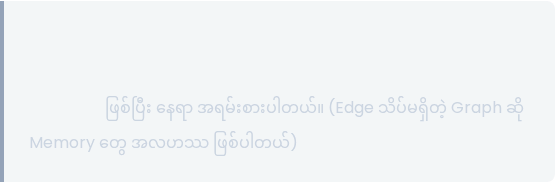 ဖြစ်ပြီး နေရာ အရမ်းစားပါတယ်။ (Edge သိပ်မရှိတဲ့ Graph ဆို
Memory တွေ အလဟဿ ဖြစ်ပါတယ်)